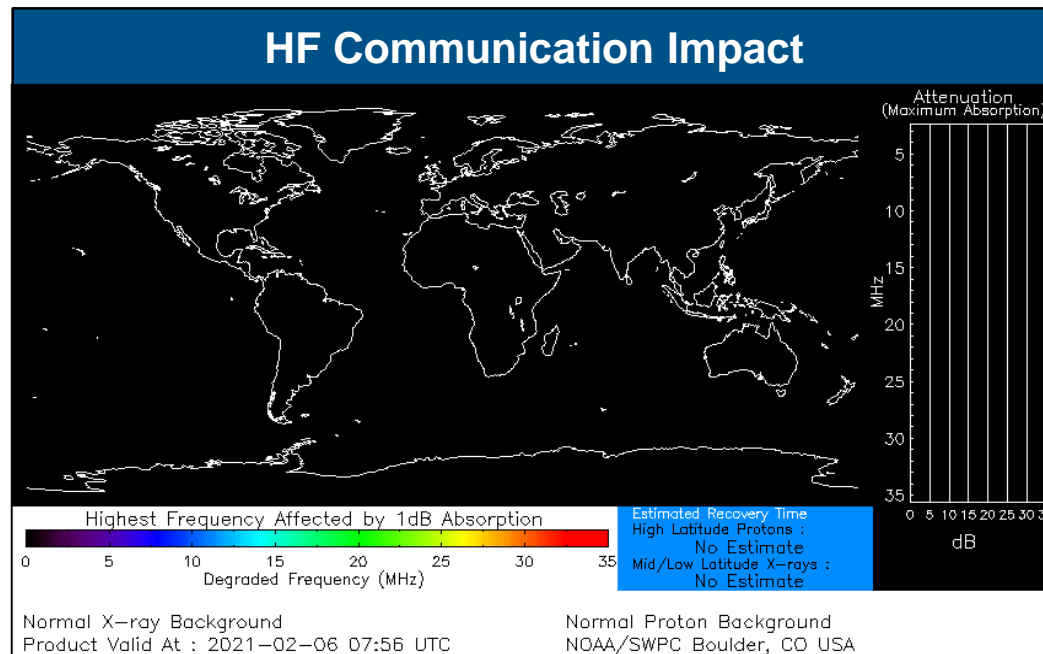 HF Communication Impact
Attenuation
(Maximum Absorption)
5
10
15
20
25
30
35
MHz
0 5 10 15 20 25 30 3
dB
Highest Frequency Affected by 1dB Absorption
0 5 10 15 20 25 30 35
Degraded Frequency (MHz)
Estimated Recovery Time
High Latitude Protons :
No Estimate
Mid/Low Latitude X-rays :
No Estimate
Normal X-ray Background
Product Valid At : 2021-02-06 07:56 UTC
Normal Proton Background
NOAA/SWPC Boulder, CO USA